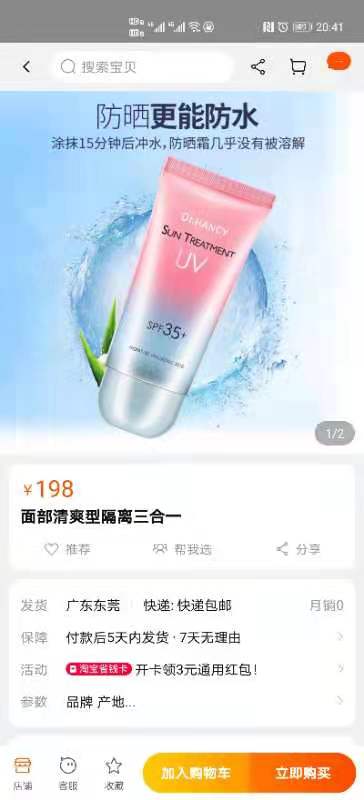 20:41
搜索宝贝
防晒更能防水
涂抹15分钟后冲水,防晒霜几乎没有被溶解
Dr.HANCY
SUN TREATMENT
UV
SPF35+
1/2
¥198
面部清爽型隔离三合一
推荐
帮我选
分享
发货 广东东莞 快递: 快递包邮 月销0
保障 付款后5天内发货 · 7天无理由
活动 淘宝省钱卡 开卡领3元通用红包!
参数 品牌 产地...
店铺
客服
收藏
加入购物车
立即购买